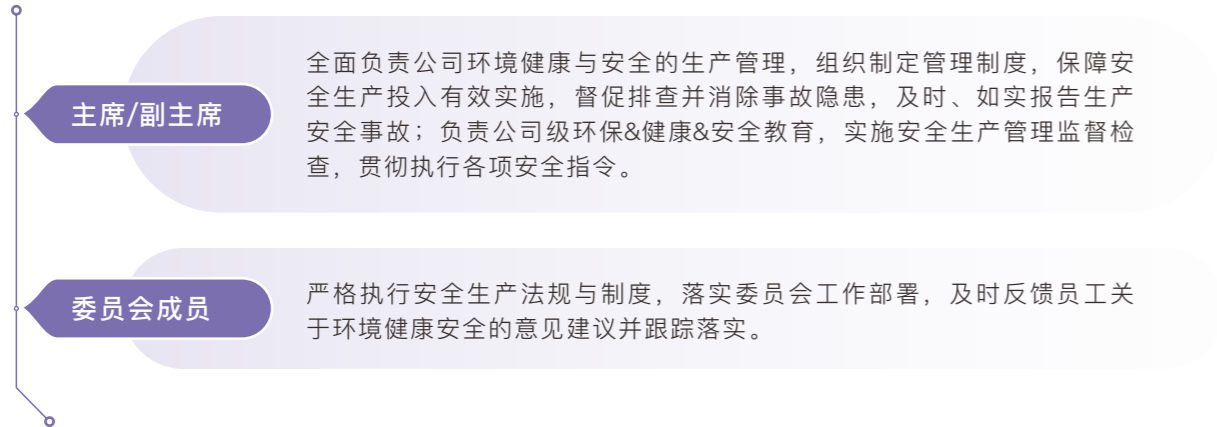 主席/副主席
全面负责公司环境健康与安全的生产管理，组织制定管理制度，保障安
全生产投入有效实施，督促排查并消除事故隐患，及时、如实报告生产
安全事故；负责公司级环保&健康&安全教育，实施安全生产管理监督检
查，贯彻执行各项安全指令。
委员会成员
严格执行安全生产法规与制度，落实委员会工作部署，及时反馈员工关
于环境健康安全的意见建议并跟踪落实。